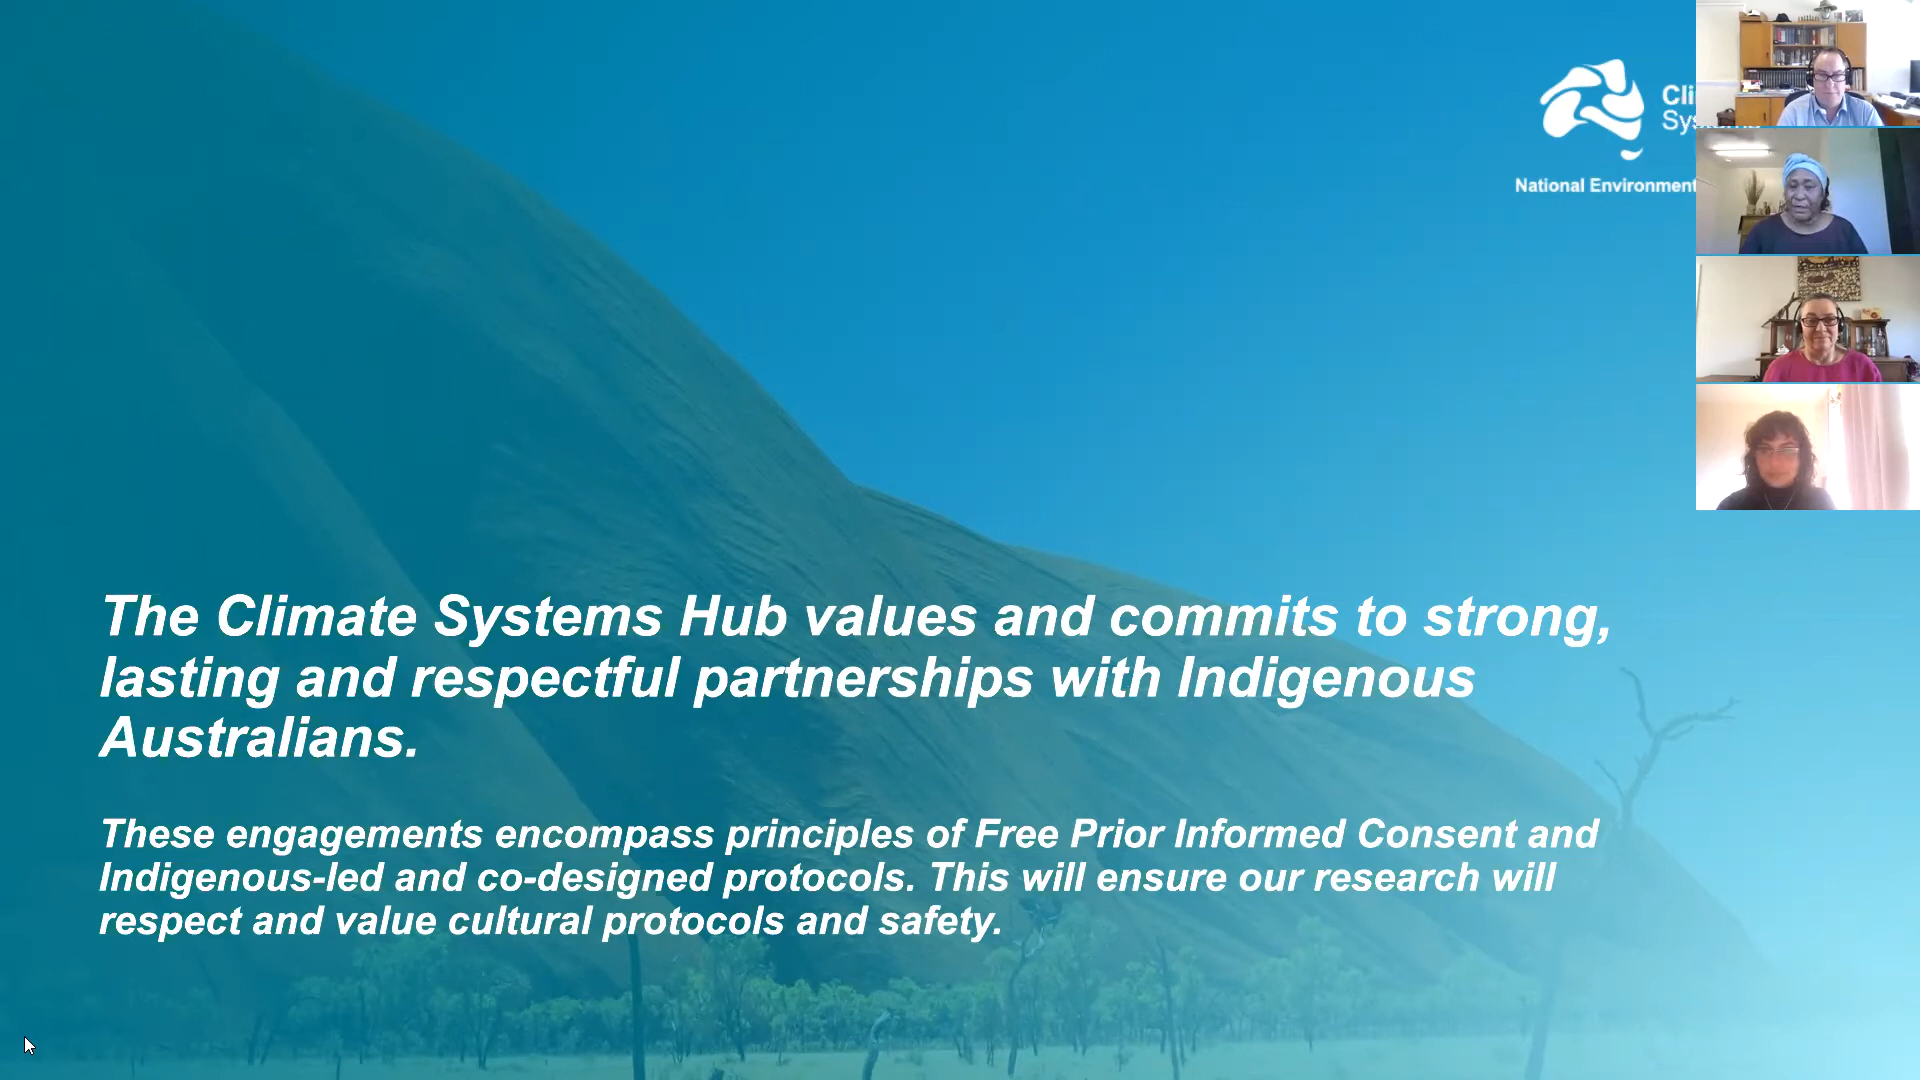 National Environment
The Climate Systems Hub values and commits to strong,
lasting and respectful partnerships with Indigenous
Australians.
These engagements encompass principles of Free Prior Informed Consent and
Indigenous-led and co-designed protocols. This will ensure our research will
respect and value cultural protocols and safety.